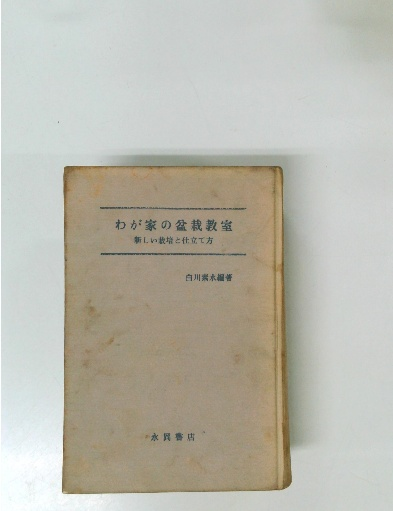 わが家の盆栽教室
新しい栽培と仕立て方
白川紫水編著
永岡書店